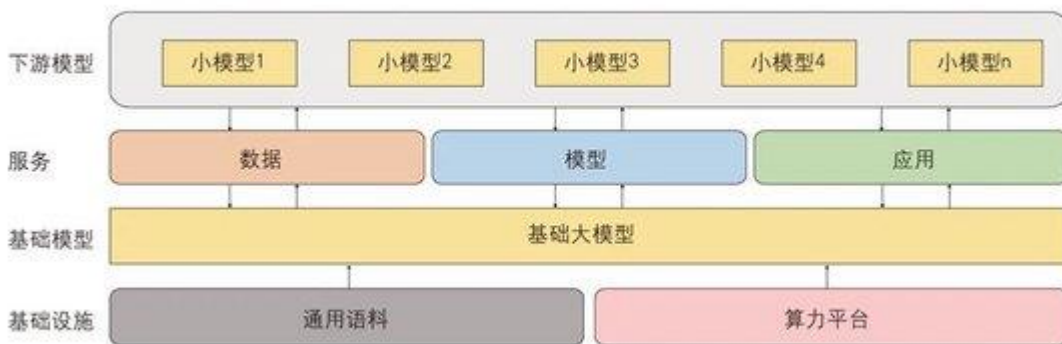 下游模型
小模型1 小模型2 小模型3 小模型4 小模型n
服务
数据 模型 应用
基础模型
基础大模型
基础设施
通用语料 算力平台